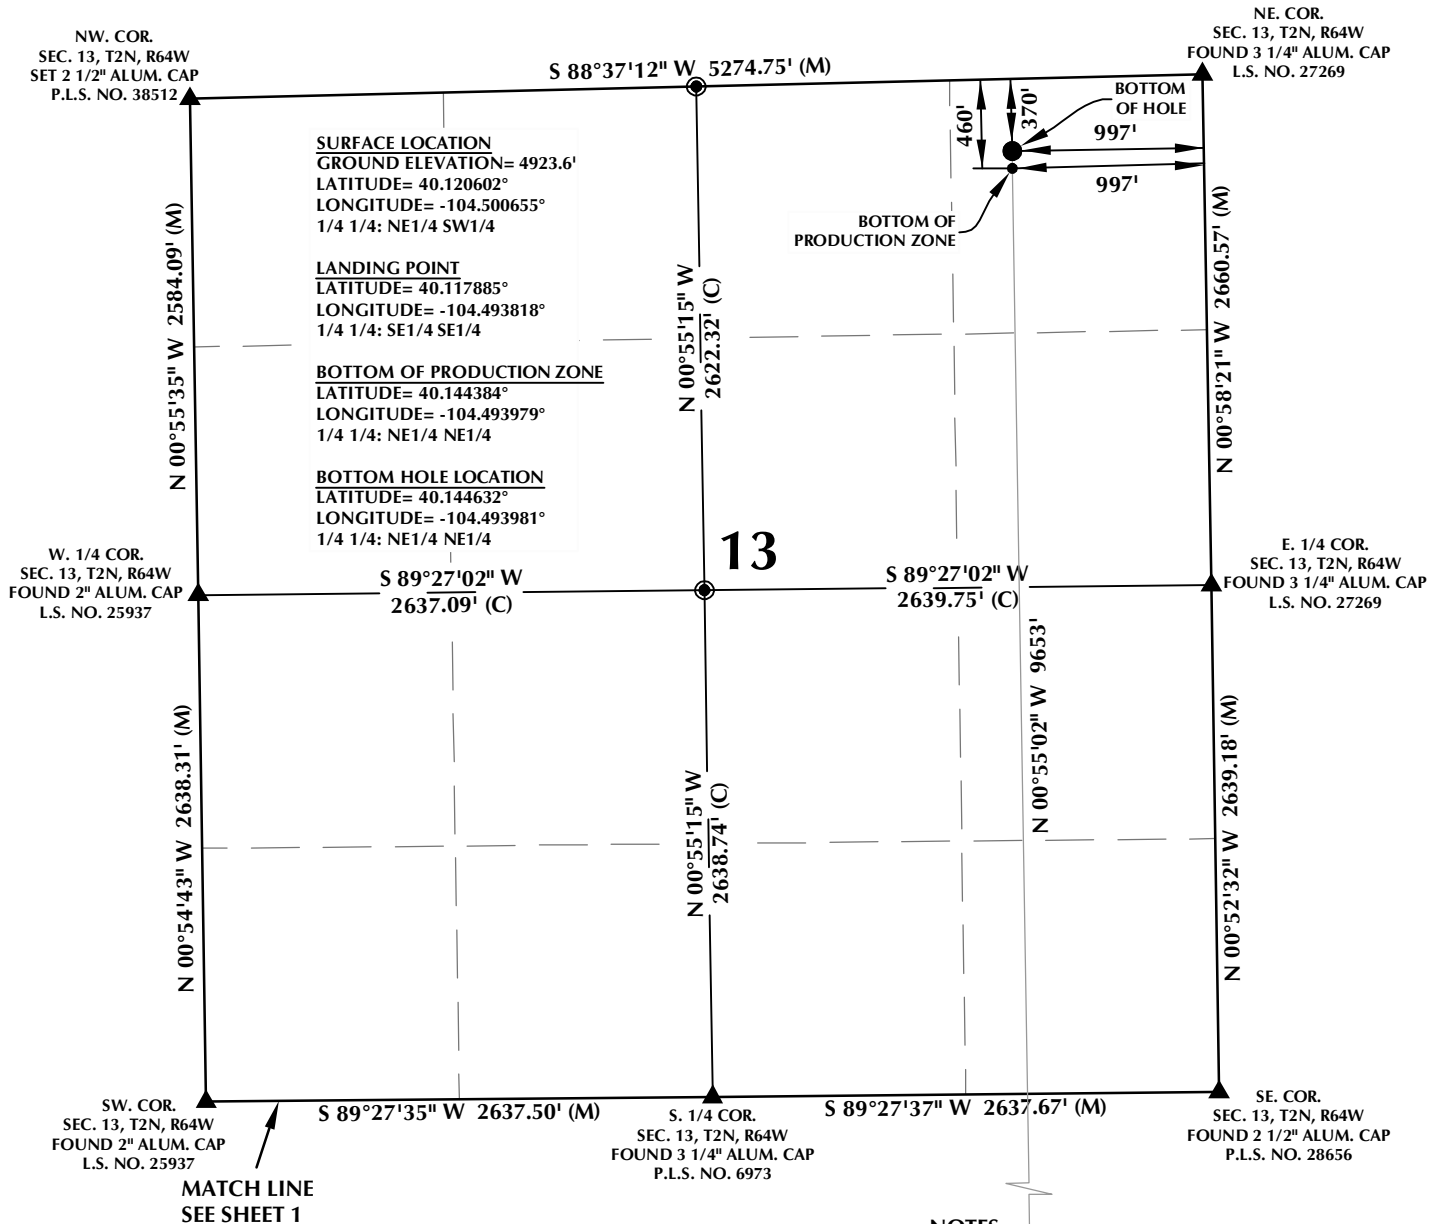 NW. COR.
SEC. 13, T2N, R64W
SET 2 1/2" ALUM. CAP
P.L.S. NO. 38512
S 88°37'12" W 5274.75' (M)
NE. COR.
SEC. 13, T2N, R64W
FOUND 3 1/4" ALUM. CAP
L.S. NO. 27269
460'
370'
BOTTOM
OF HOLE
997'
997'
BOTTOM OF
PRODUCTION ZONE
SURFACE LOCATION
GROUND ELEVATION= 4923.6'
LATITUDE= 40.120602°
LONGITUDE= -104.500655°
1/4 1/4: NE1/4 SW1/4
LANDING POINT
LATITUDE= 40.117885°
LONGITUDE= -104.493818°
1/4 1/4: SE1/4 SE1/4
BOTTOM OF PRODUCTION ZONE
LATITUDE= 40.144384°
LONGITUDE= -104.493979°
1/4 1/4: NE1/4 NE1/4
BOTTOM HOLE LOCATION
LATITUDE= 40.144632°
LONGITUDE= -104.493981°
1/4 1/4: NE1/4 NE1/4
N 00°55'35" W 2584.09' (M)
N 00°55'15" W
2622.32' (C)
N 00°58'21" W 2660.57' (M)
W. 1/4 COR.
SEC. 13, T2N, R64W
FOUND 2" ALUM. CAP
L.S. NO. 25937
S 89°27'02" W
2637.09' (C)
13
S 89°27'02" W
2639.75' (C)
E. 1/4 COR.
SEC. 13, T2N, R64W
FOUND 3 1/4" ALUM. CAP
L.S. NO. 27269
N 00°54'43" W 2638.31' (M)
N 00°55'15" W
2638.74' (C)
N 00°55'02" W 9653'
N 00°52'32" W 2639.18' (M)
SW. COR.
SEC. 13, T2N, R64W
FOUND 2" ALUM. CAP
L.S. NO. 25937
S 89°27'35" W 2637.50' (M)
S. 1/4 COR.
SEC. 13, T2N, R64W
FOUND 3 1/4" ALUM. CAP
P.L.S. NO. 6973
S 89°27'37" W 2637.67' (M)
SE. COR.
SEC. 13, T2N, R64W
FOUND 2 1/2" ALUM. CAP
P.L.S. NO. 28656
MATCH LINE
SEE SHEET 1
NOTES